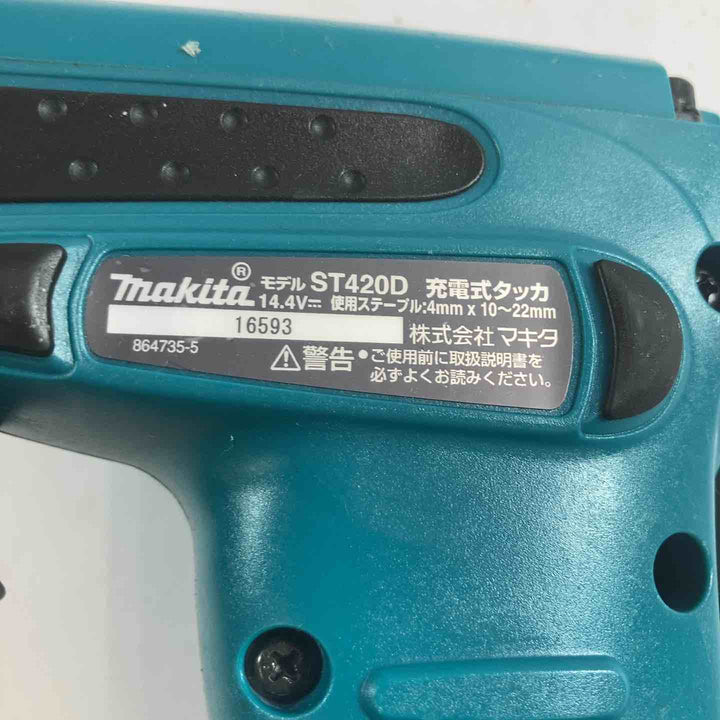 makita® モデル ST420D 充電式タッカ
14.4V⎓ 使用ステープル:4mm x 10〜22mm
16593 株式会社 マキタ
864735-5
⚠警告 •ご使用前に取扱説明書を
必ずよくお読みください。